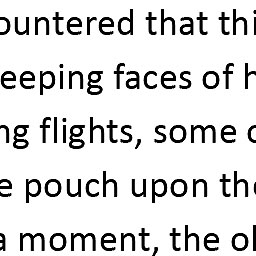 ountered that thi
eeping faces of h
ng flights, some o
e pouch upon the
a moment, the ol